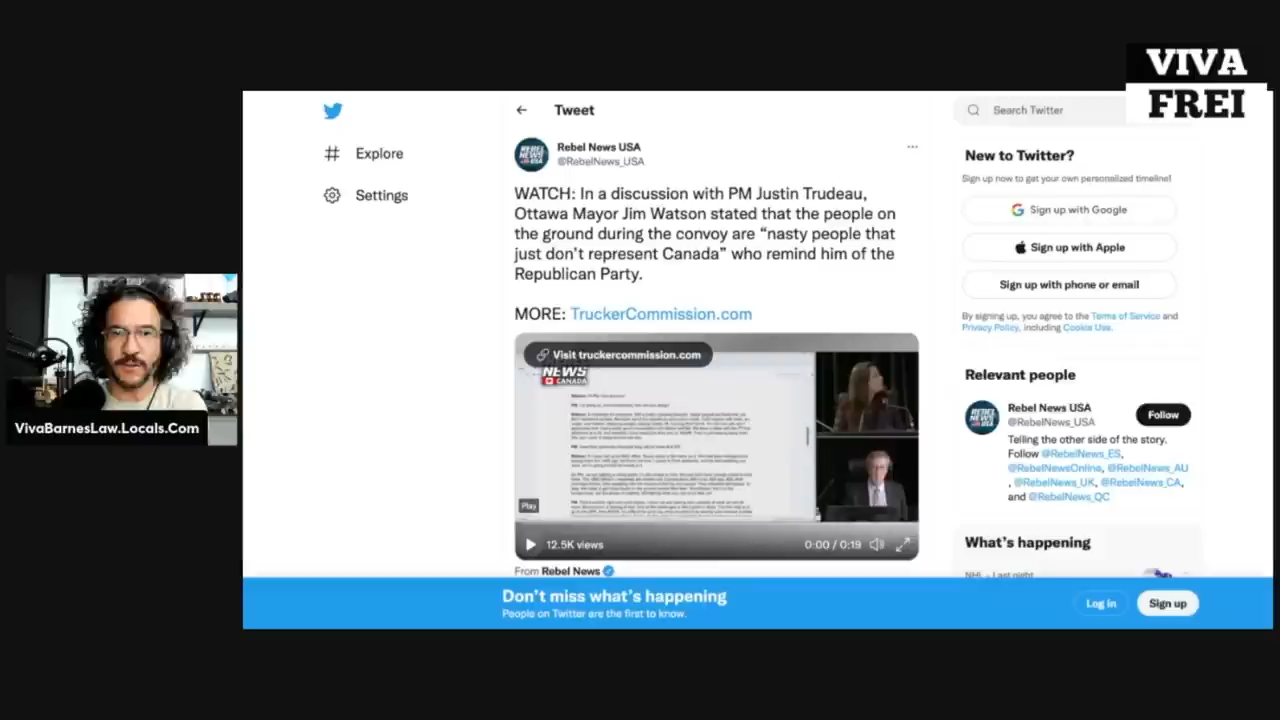 VIVA
FREI
Tweet
Search Twitter
Explore
Settings
Rebel News USA
@RebelNews_USA
WATCH: In a discussion with PM Justin Trudeau,
Ottawa Mayor Jim Watson stated that the people on
the ground during the convoy are “nasty people that
just don’t represent Canada” who remind him of the
Republican Party.
MORE: TruckerCommission.com
Visit truckercommission.com
NEWS
CANADA
Play
12.5K views
0:00 / 0:19
From Rebel News
New to Twitter?
Sign up now to get your own personalized timeline!
Sign up with Google
Sign up with Apple
Sign up with phone or email
By signing up, you agree to the Terms of Service and
Privacy Policy, including Cookie Use.
Relevant people
Rebel News USA
@RebelNews_USA
Follow
Telling the other side of the story.
Follow @RebelNews_ES,
@RebelNewsOnline, @RebelNews_AU
, @RebelNews_UK, @RebelNews_CA,
and @RebelNews_QC
What’s happening
NHL · Last night
Don’t miss what’s happening
People on Twitter are the first to know.
Log in
Sign up
VivaBarnesLaw.Locals.Com